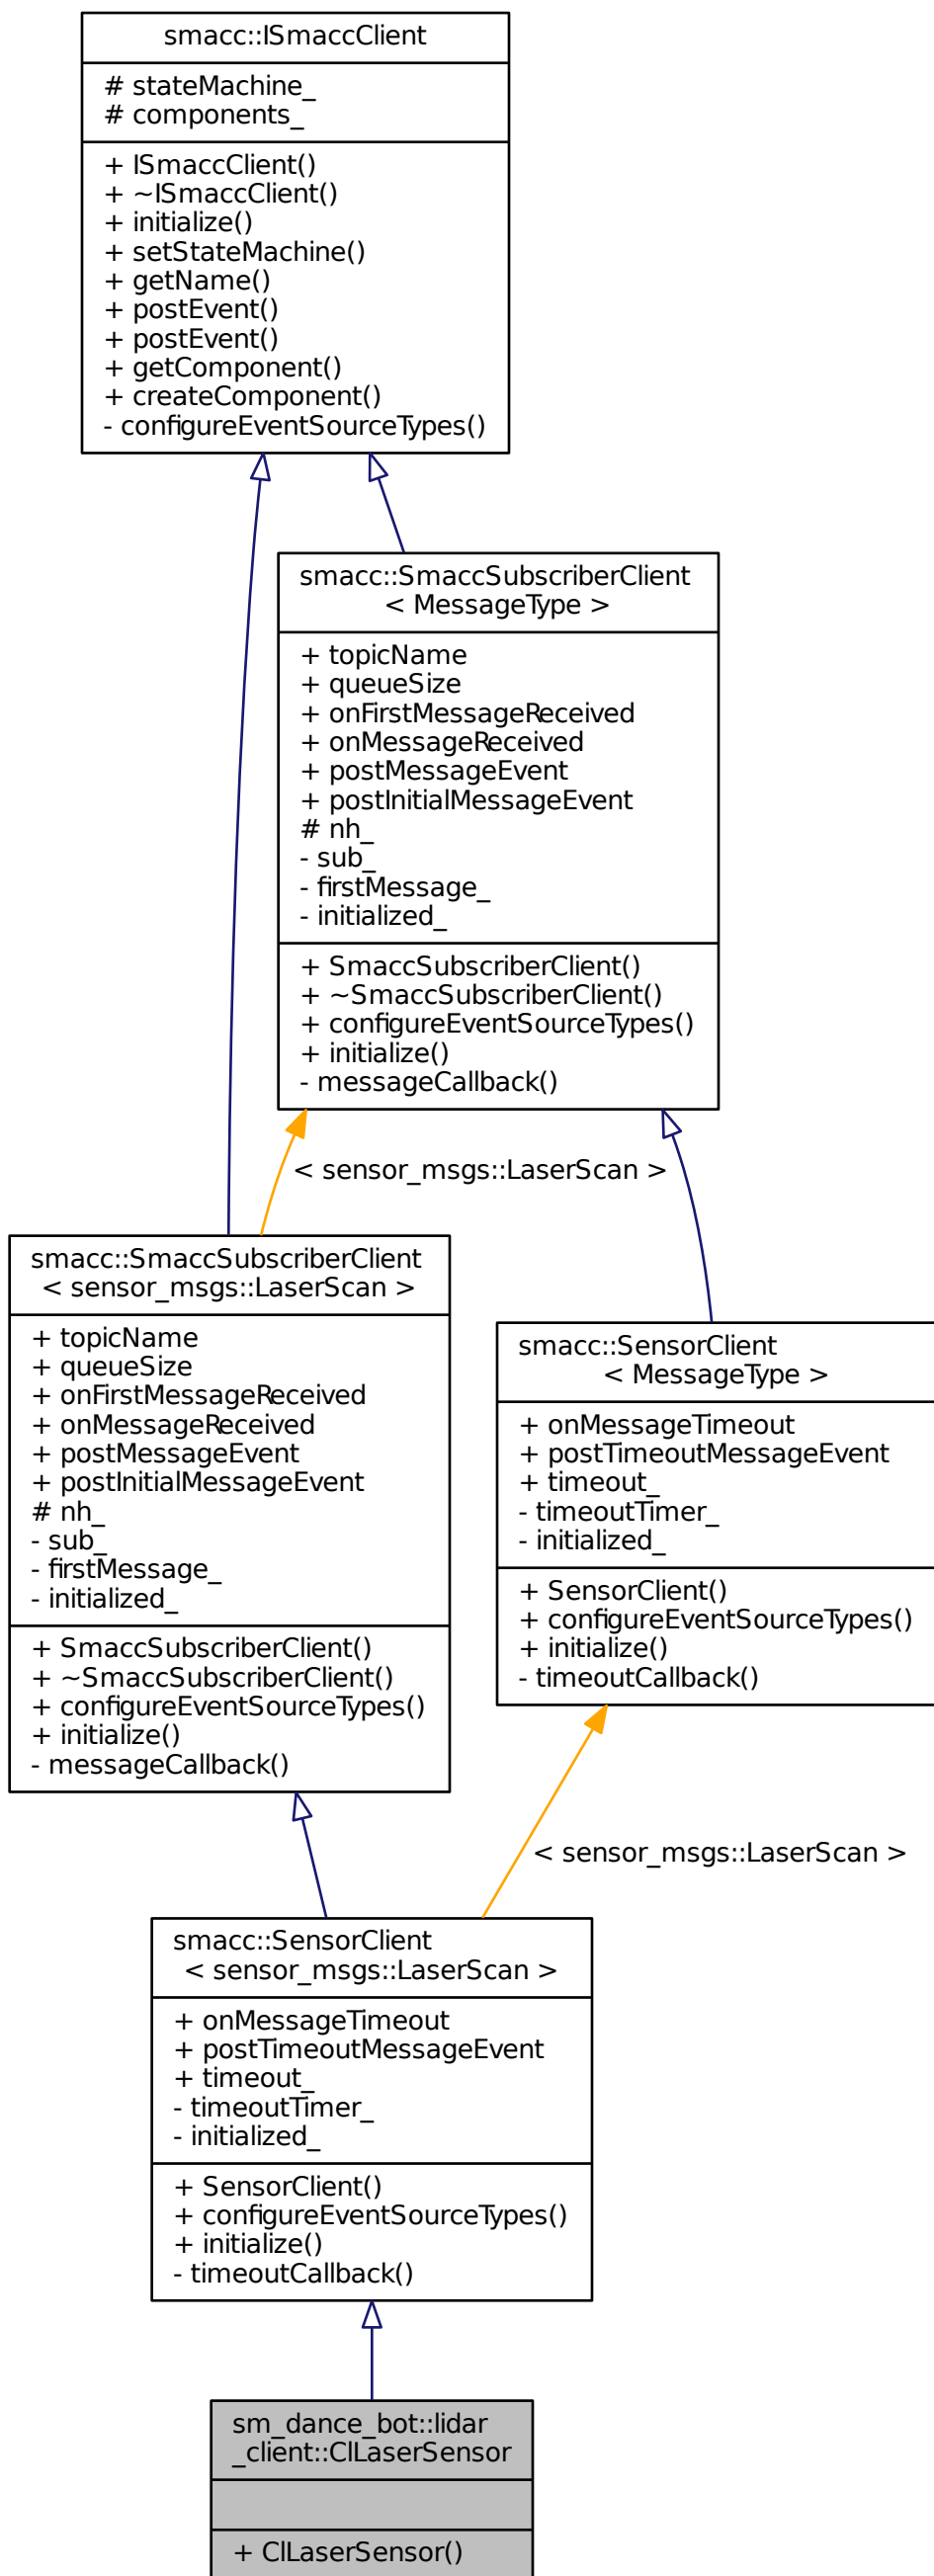 smacc::ISmaccClient
# stateMachine_
# components_
+ ISmaccClient()
+ ~ISmaccClient()
+ initialize()
+ setStateMachine()
+ getName()
+ postEvent()
+ postEvent()
+ getComponent()
+ createComponent()
- configureEventSourceTypes()
smacc::SmaccSubscriberClient
< MessageType >
+ topicName
+ queueSize
+ onFirstMessageReceived
+ onMessageReceived
+ postMessageEvent
+ postInitialMessageEvent
# nh_
- sub_
- firstMessage_
- initialized_
+ SmaccSubscriberClient()
+ ~SmaccSubscriberClient()
+ configureEventSourceTypes()
+ initialize()
- messageCallback()
< sensor_msgs::LaserScan >
smacc::SmaccSubscriberClient
< sensor_msgs::LaserScan >
+ topicName
+ queueSize
+ onFirstMessageReceived
+ onMessageReceived
+ postMessageEvent
+ postInitialMessageEvent
# nh_
- sub_
- firstMessage_
- initialized_
+ SmaccSubscriberClient()
+ ~SmaccSubscriberClient()
+ configureEventSourceTypes()
+ initialize()
- messageCallback()
smacc::SensorClient
< MessageType >
+ onMessageTimeout
+ postTimeoutMessageEvent
+ timeout_
- timeoutTimer_
- initialized_
+ SensorClient()
+ configureEventSourceTypes()
+ initialize()
- timeoutCallback()
< sensor_msgs::LaserScan >
smacc::SensorClient
< sensor_msgs::LaserScan >
+ onMessageTimeout
+ postTimeoutMessageEvent
+ timeout_
- timeoutTimer_
- initialized_
+ SensorClient()
+ configureEventSourceTypes()
+ initialize()
- timeoutCallback()
sm_dance_bot::lidar
_client::ClLaserSensor
+ ClLaserSensor()